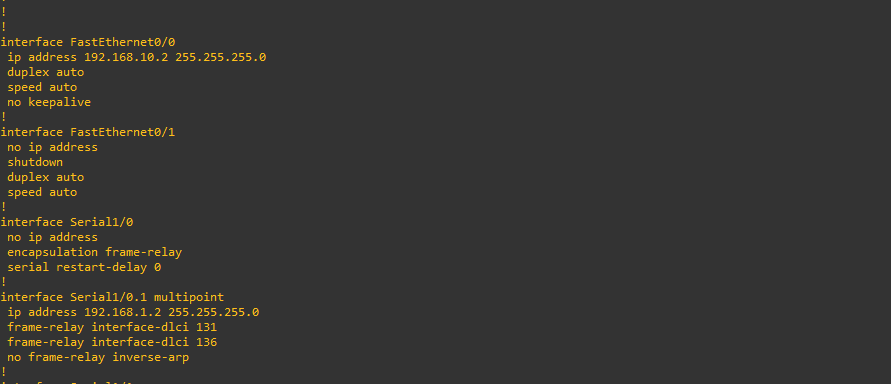 !
!
interface FastEthernet0/0
ip address 192.168.10.2 255.255.255.0
duplex auto
speed auto
no keepalive
!
interface FastEthernet0/1
no ip address
shutdown
duplex auto
speed auto
!
interface Serial1/0
no ip address
encapsulation frame-relay
serial restart-delay 0
!
interface Serial1/0.1 multipoint
ip address 192.168.1.2 255.255.255.0
frame-relay interface-dlci 131
frame-relay interface-dlci 136
no frame-relay inverse-arp
!